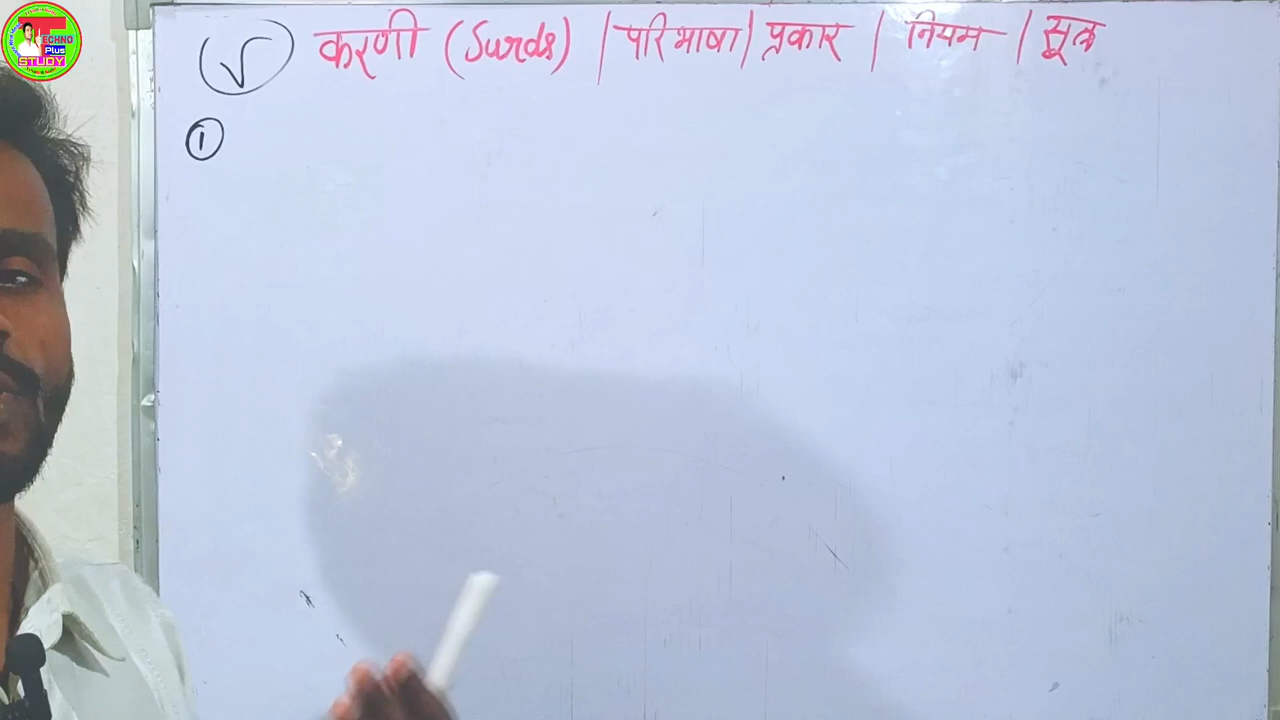 TECHNO
Plus
STUDY
√ करणी (Surds) | परिभाषा | प्रकार | नियम | सूत्र
①